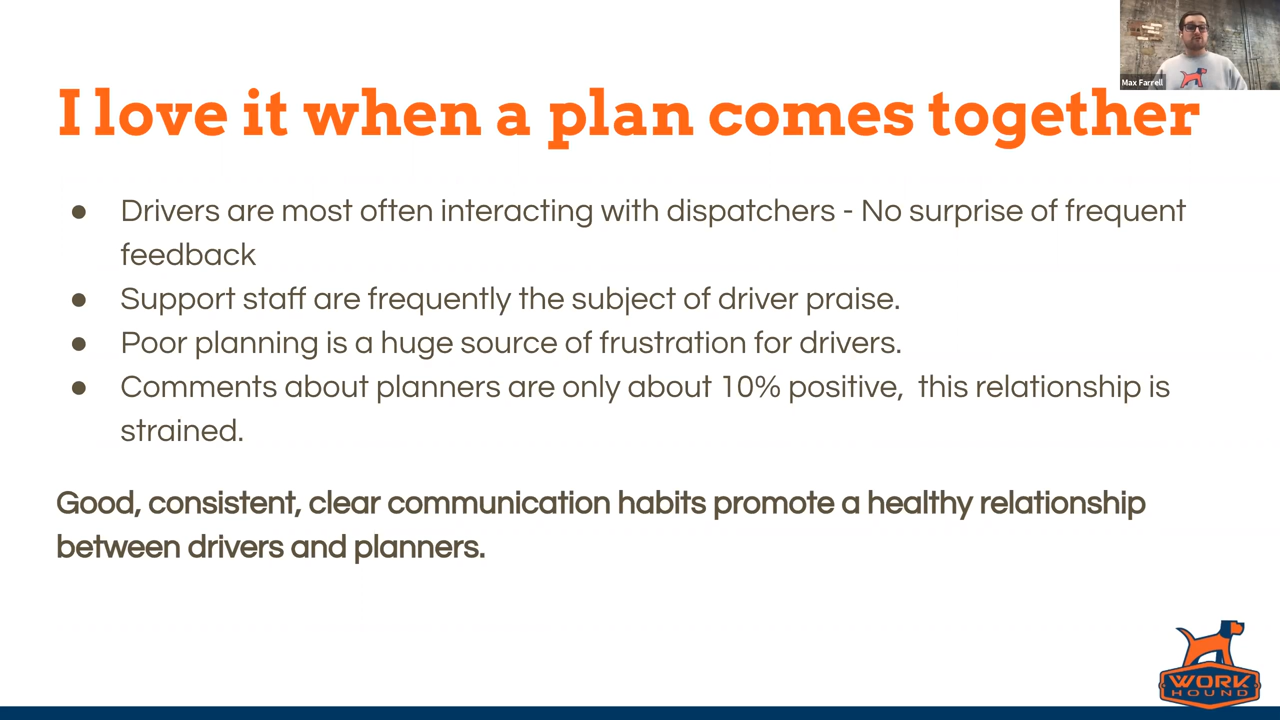 Max Farrell
I love it when a plan comes together
● Drivers are most often interacting with dispatchers - No surprise of frequent
feedback
● Support staff are frequently the subject of driver praise.
● Poor planning is a huge source of frustration for drivers.
● Comments about planners are only about 10% positive, this relationship is
strained.
Good, consistent, clear communication habits promote a healthy relationship
between drivers and planners.
WORK
HOUND